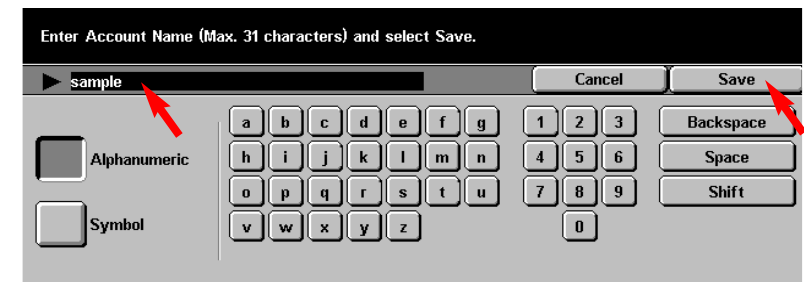 Enter Account Name (Max. 31 characters) and select Save.
sample Cancel Save
a b c d e f g 1 2 3 Backspace
Alphanumeric h i j k l m n 4 5 6 Space
o p q r s t u 7 8 9 Shift
Symbol v w x y z 0